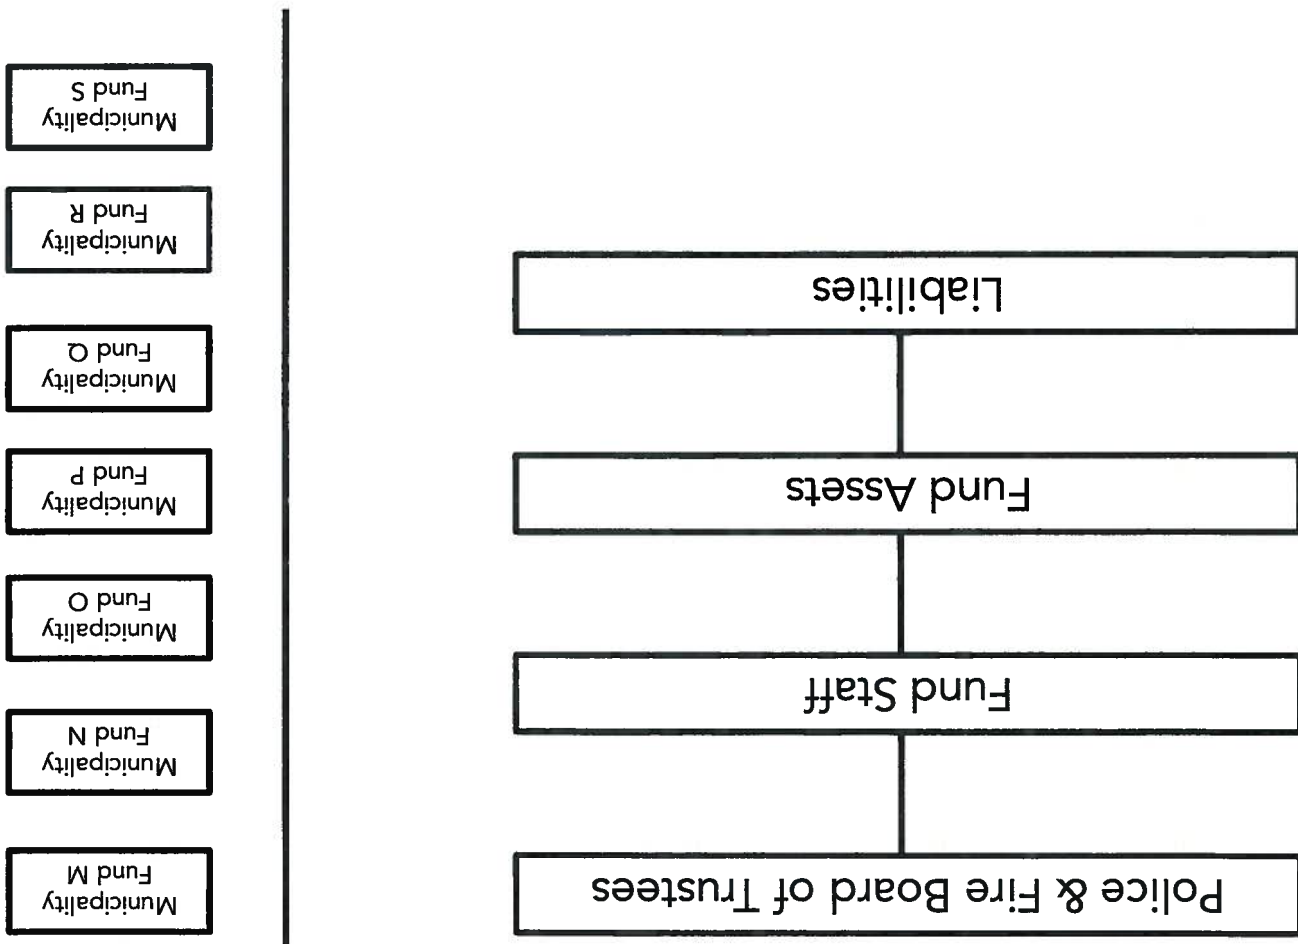 Police & Fire Board of Trustees
Fund Staff
Fund Assets
Liabilities
Municipality
Fund M
Municipality
Fund N
Municipality
Fund O
Municipality
Fund P
Municipality
Fund Q
Municipality
Fund R
Municipality
Fund S